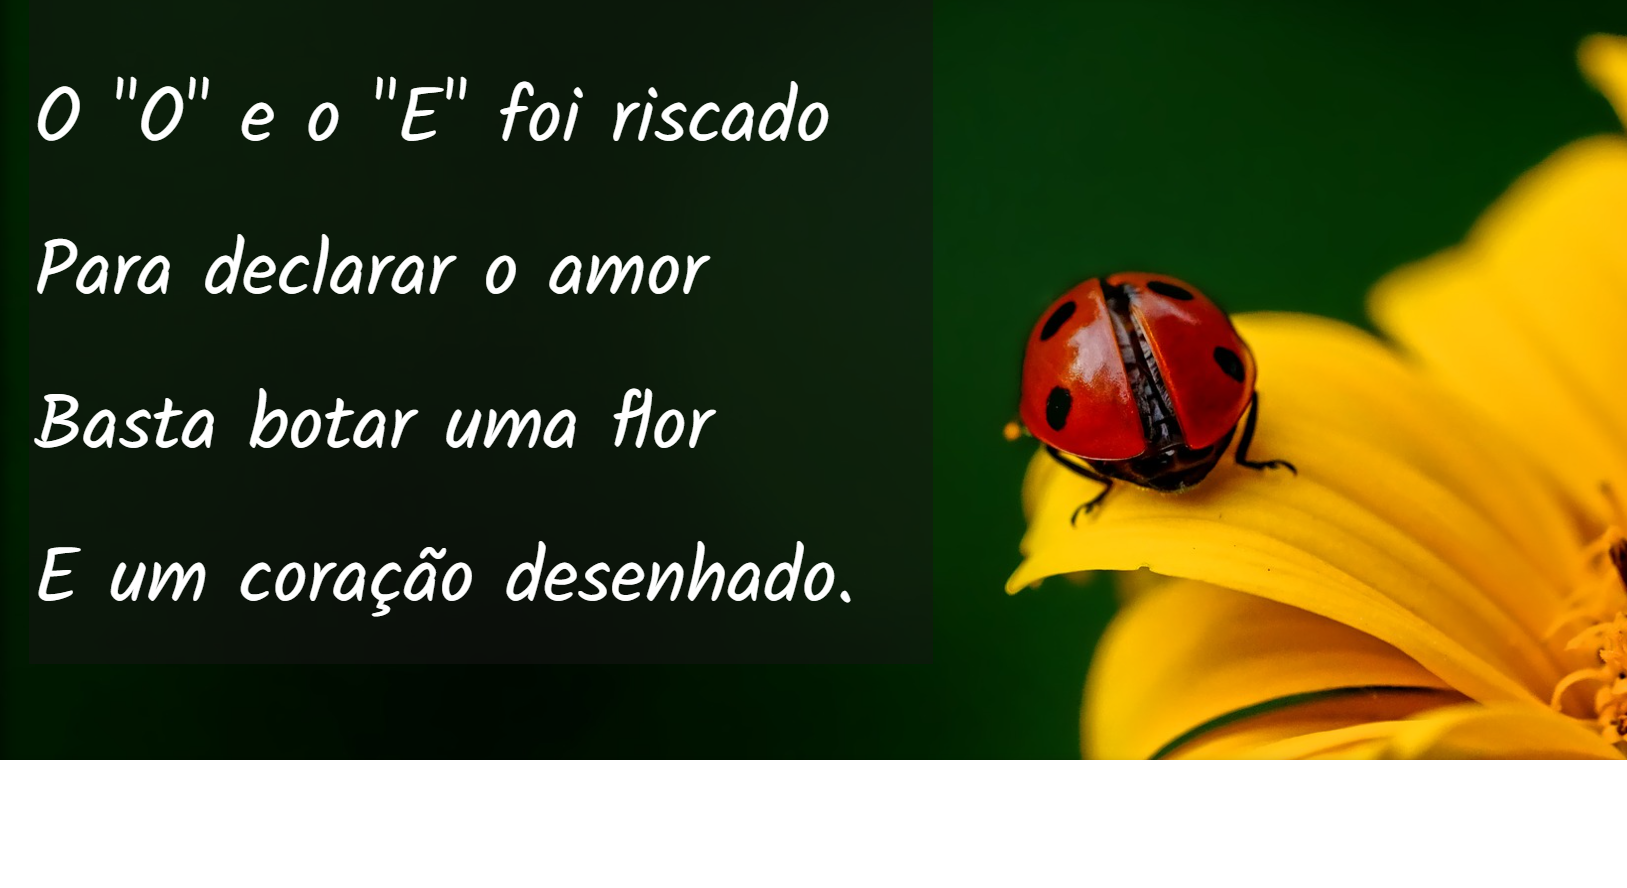 O "O" e o "E" foi riscado
Para declarar o amor
Basta botar uma flor
E um coração desenhado.